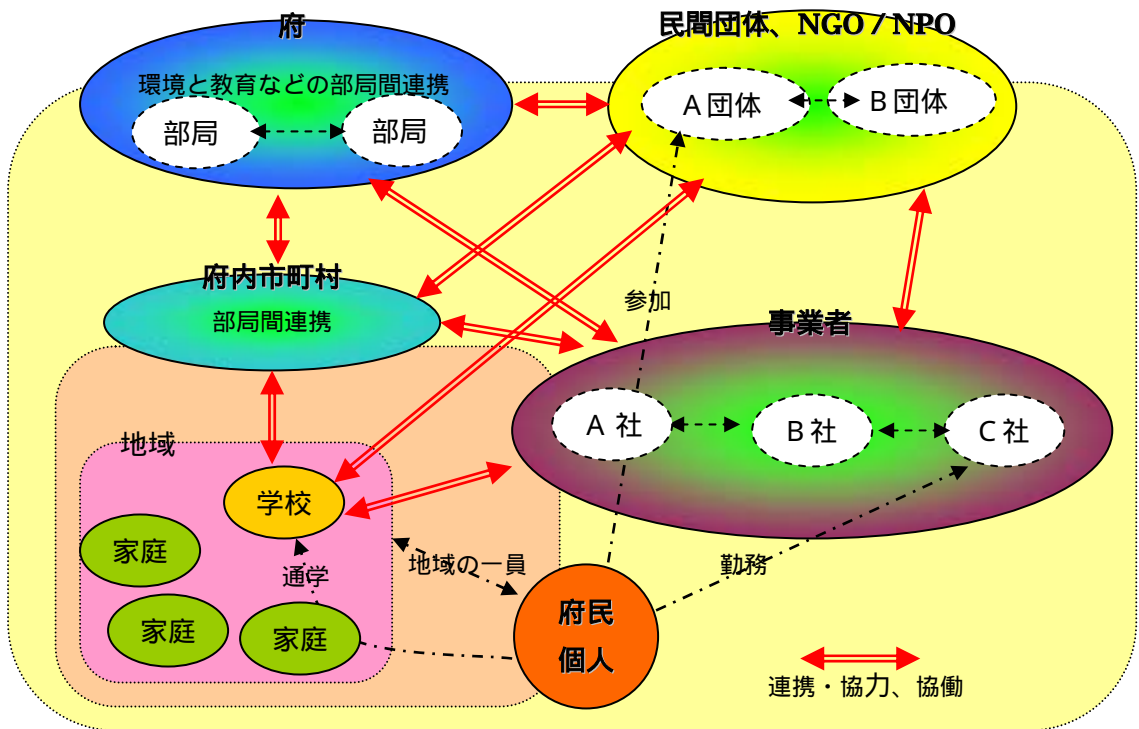 府
民間団体、NGO／NPO
環境と教育などの部局間連携
部局
部局
A団体
B団体
府内市町村
部局間連携
参加
事業者
A 社
B社
C社
地域
学校
家庭
通学
地域の一員
勤務
家庭
家庭
府民
個人
連携・協力、協働